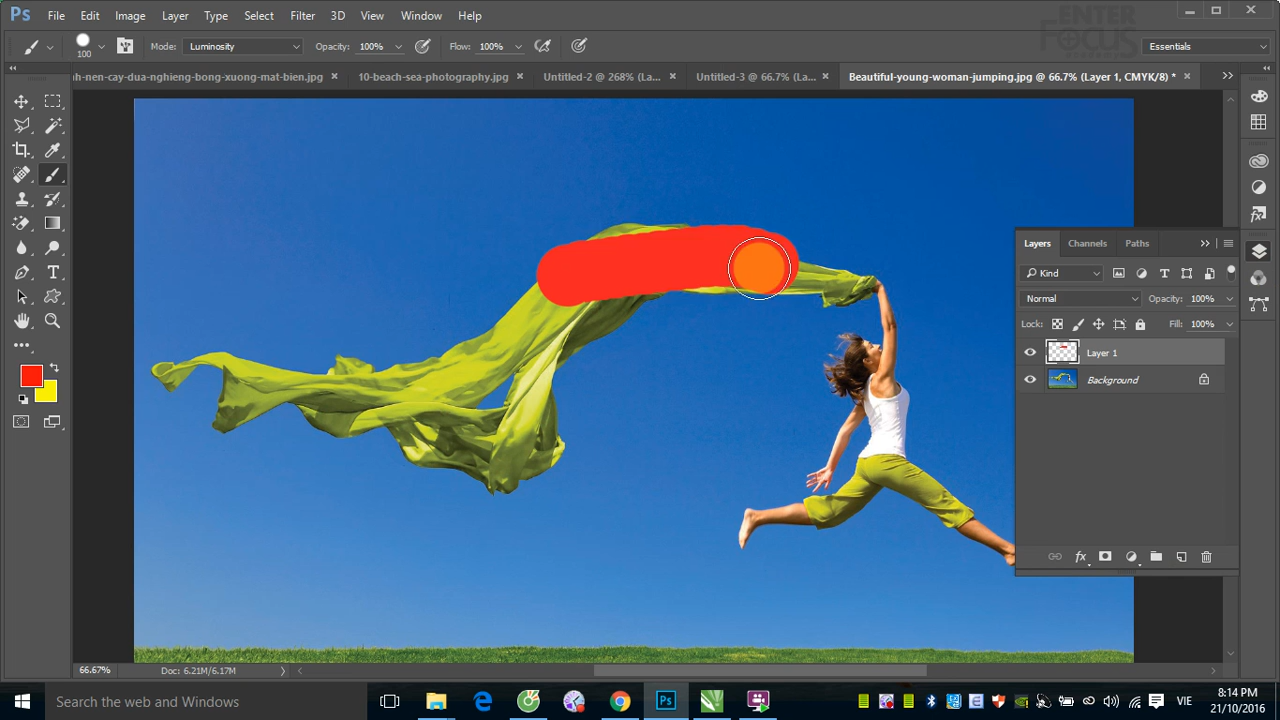 Ps File Edit Image Layer Type Select Filter 3D View Window Help
ENTER
FOCUS
100 Mode: Luminosity Opacity: 100% Flow: 100% Essentials
nh-nen-cay-dua-nghieng-bong-xuong-mat-bien.jpg 10-beach-sea-photography.jpg Untitled-2 @ 268% (La... Untitled-3 @ 66.7% (La... Beautiful-young-woman-jumping.jpg @ 66.7% (Layer 1, CMYK/8) *
Layers Channels Paths
Kind
Normal Opacity: 100%
Lock: Fill: 100%
Layer 1
Background
66.67% Doc: 6.21M/6.17M
Search the web and Windows
VIE
8:14 PM
21/10/2016